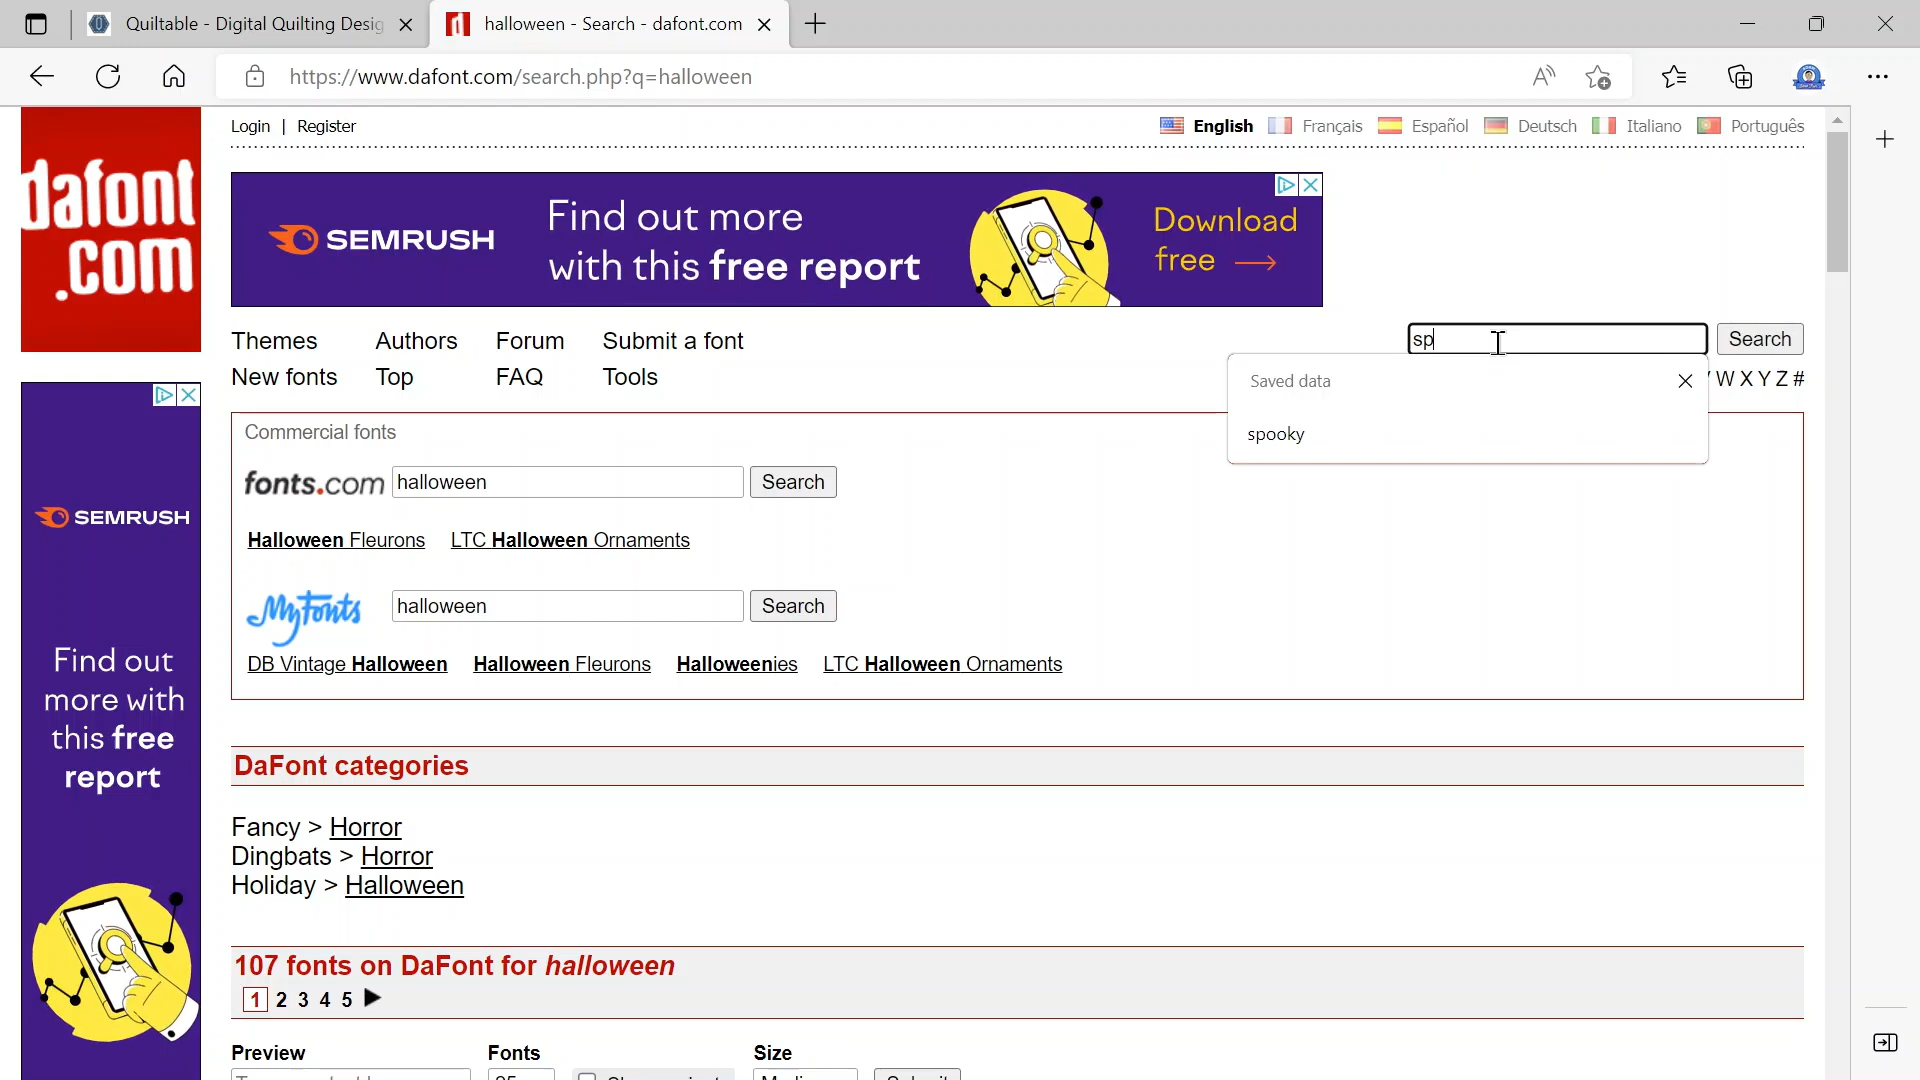 Quiltable - Digital Quilting Desig
halloween - Search - dafont.com
https://www.dafont.com/search.php?q=halloween
Login | Register
English Français Español Deutsch Italiano Português
dafont
.com
SEMRUSH
Find out more
with this free report
Download
free
Themes Authors Forum Submit a font
New fonts Top FAQ Tools
sp
Search
Saved data
spooky
W X Y Z #
Commercial fonts
fonts.com halloween Search
Halloween Fleurons LTC Halloween Ornaments
MyFonts halloween Search
DB Vintage Halloween Halloween Fleurons Halloweenies LTC Halloween Ornaments
SEMRUSH
Find out
more with
this free
report
DaFont categories
Fancy > Horror
Dingbats > Horror
Holiday > Halloween
107 fonts on DaFont for halloween
1 2 3 4 5
Preview Fonts Size